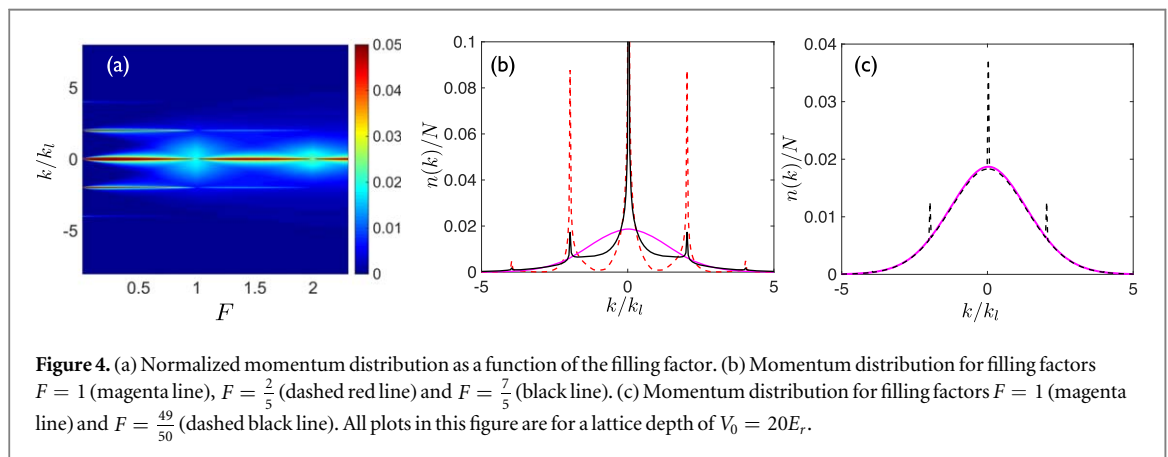 (a)
5
0
-5
k/k_l
0.5
1
1.5
2
F
0.05
0.04
0.03
0.02
0.01
0
(b)
0.1
0.08
0.06
0.04
0.02
0
n(k)/N
-5
0
5
k/k_l
(c)
0.04
0.03
0.02
0.01
0
n(k)/N
-5
0
5
k/k_l
Figure 4. (a) Normalized momentum distribution as a function of the filling factor. (b) Momentum distribution for filling factors
F = 1 (magenta line), F = 2/5 (dashed red line) and F = 7/5 (black line). (c) Momentum distribution for filling factors F = 1 (magenta
line) and F = 49/50 (dashed black line). All plots in this figure are for a lattice depth of V_0 = 20E_r.